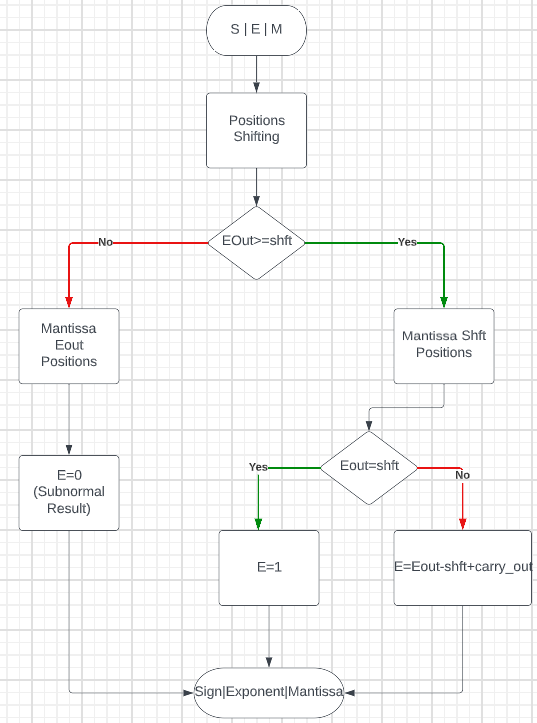 S | E | M
Positions
Shifting
EOut>=shft
No
Yes
Mantissa
Eout
Positions
Mantissa Shft
Positions
E=0
(Subnormal
Result)
Eout=shft
Yes
No
E=1
E=Eout-shft+carry_out
Sign|Exponent|Mantissa